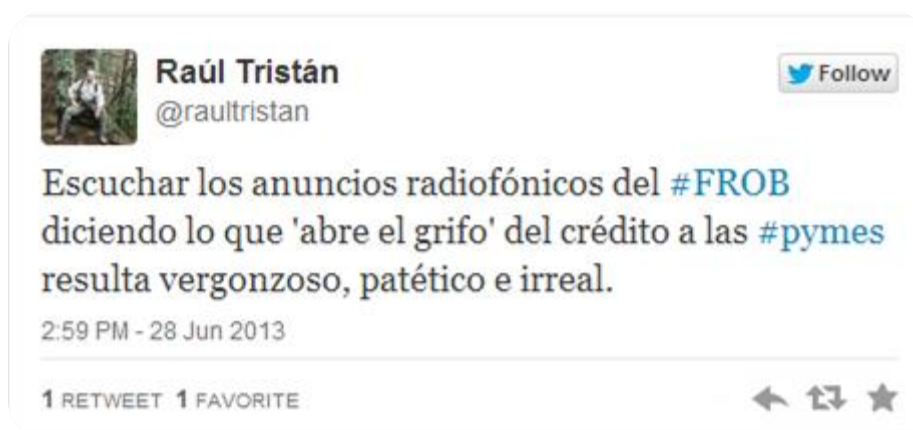 Raúl Tristán
Follow
@raultristan
Escuchar los anuncios radiofónicos del #FROB
diciendo lo que 'abre el grifo' del crédito a las #pymes
resulta vergonzoso, patético e irreal.
2:59 PM - 28 Jun 2013
1 RETWEET 1 FAVORITE